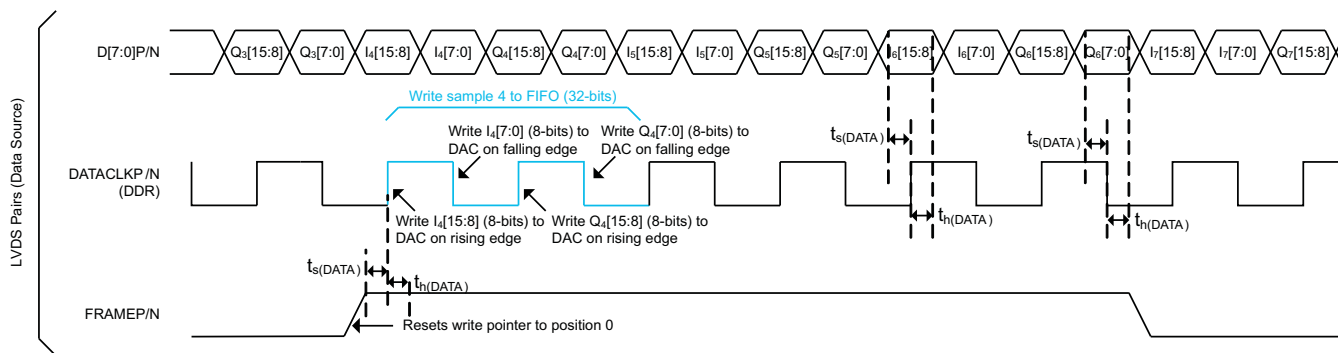 D[7:0]P/N Q3[15:8] Q3[7:0] I4[15:8] I4[7:0] Q4[15:8] Q4[7:0] I5[15:8] I5[7:0] Q5[15:8] Q5[7:0] I6[15:8] I6[7:0] Q6[15:8] Q6[7:0] I7[15:8] I7[7:0] Q7[15:8]
Write sample 4 to FIFO (32-bits)
Write I4[7:0] (8-bits) to
DAC on falling edge
Write Q4[7:0] (8-bits) to
DAC on falling edge
ts(DATA)
ts(DATA)
DATACLKP/N
(DDR)
Write I4[15:8] (8-bits) to
DAC on rising edge
Write Q4[15:8] (8-bits) to
DAC on rising edge
th(DATA)
th(DATA)
ts(DATA)
th(DATA)
FRAMEP/N
Resets write pointer to position 0
LVDS Pairs (Data Source)